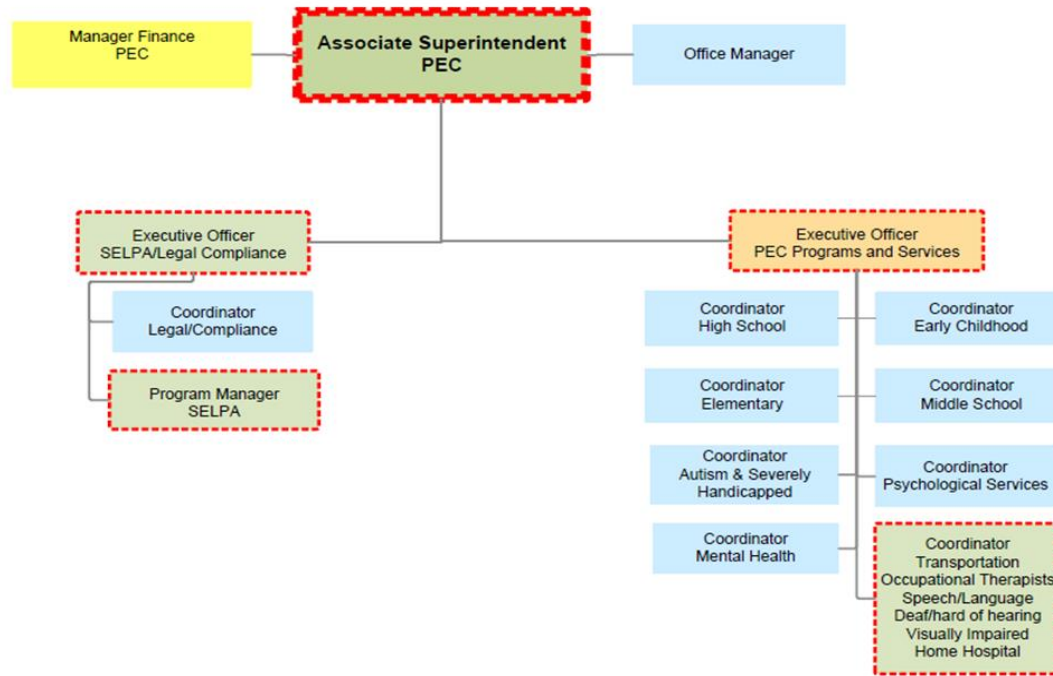 Manager Finance
PEC
Associate Superintendent
PEC
Office Manager
Executive Officer
SELPA/Legal Compliance
Executive Officer
PEC Programs and Services
Coordinator
Legal/Compliance
Program Manager
SELPA
Coordinator
High School
Coordinator
Early Childhood
Coordinator
Elementary
Coordinator
Middle School
Coordinator
Autism & Severely
Handicapped
Coordinator
Psychological Services
Coordinator
Mental Health
Coordinator
Transportation
Occupational Therapists
Speech/Language
Deaf/hard of hearing
Visually Impaired
Home Hospital